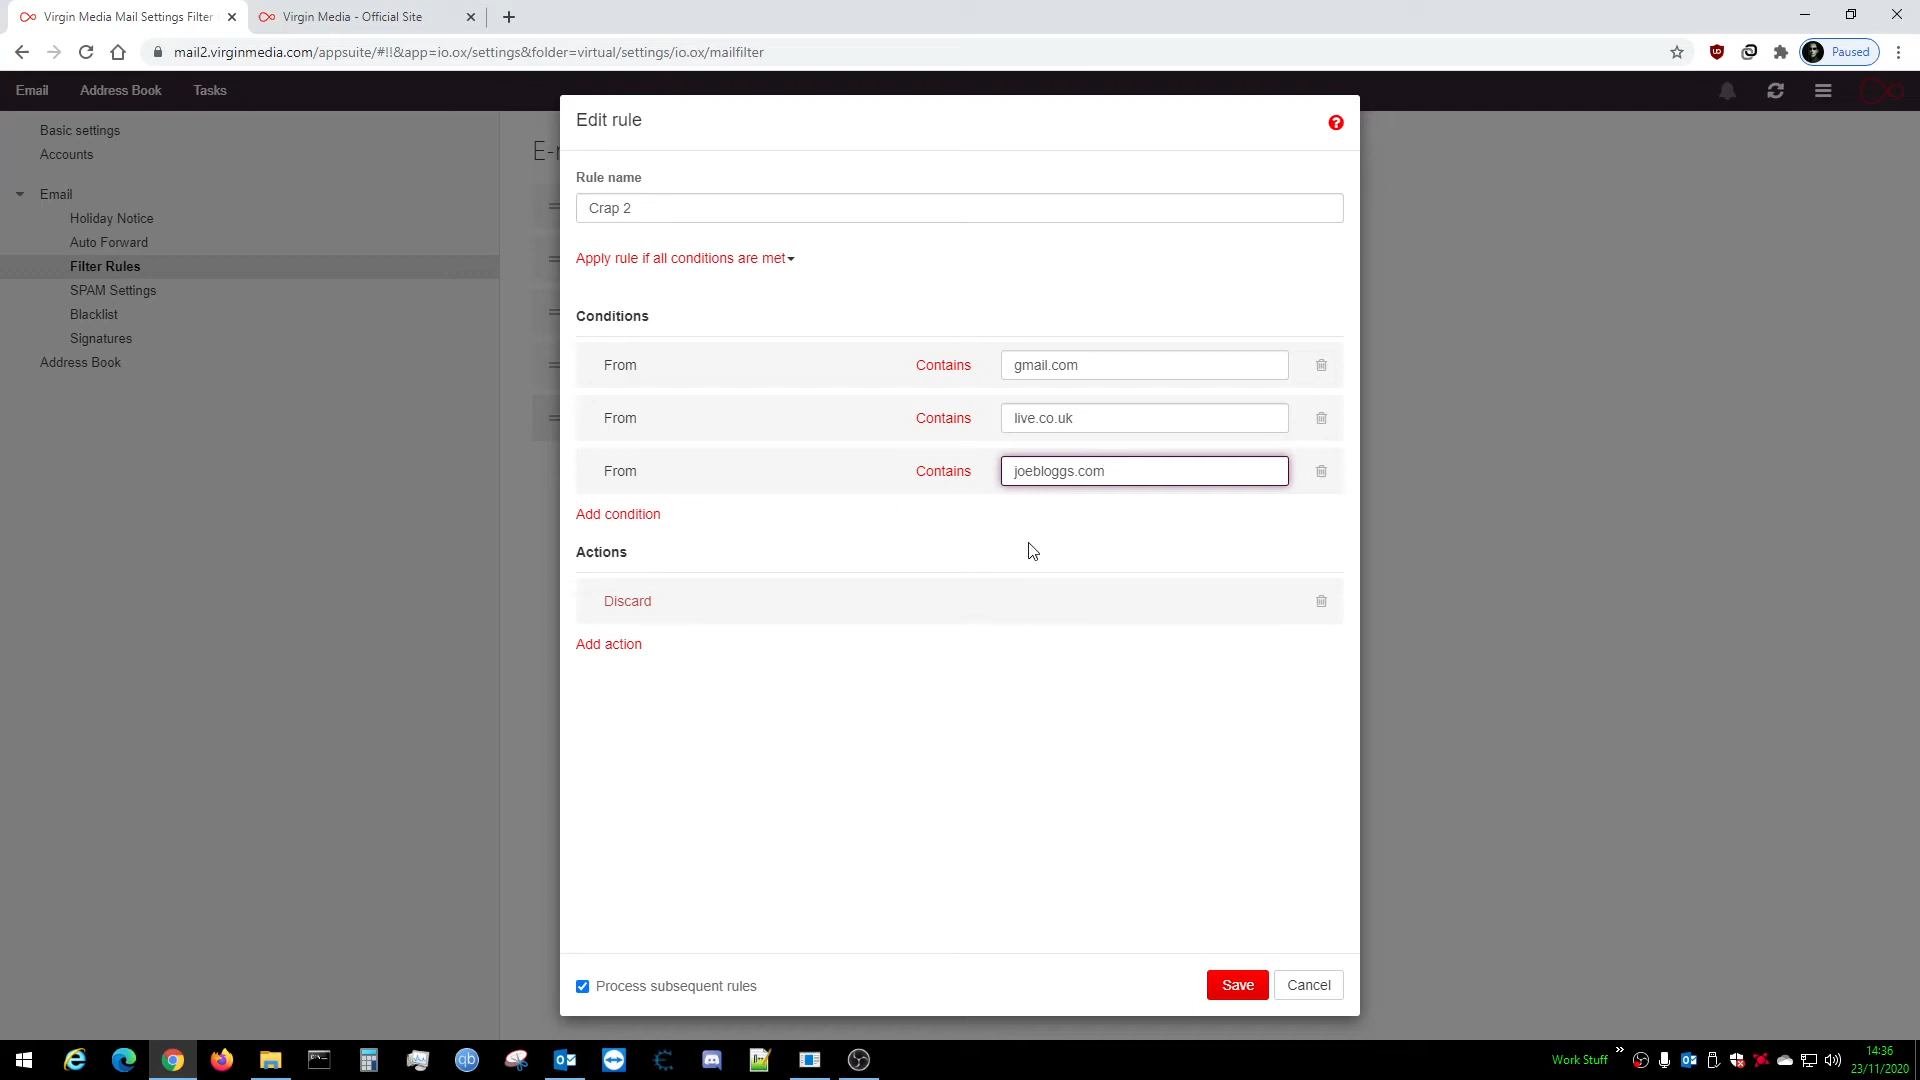 Virgin Media Mail Settings Filter
Virgin Media - Official Site
mail2.virginmedia.com/appsuite/#!!&app=io.ox/settings&folder=virtual/settings/io.ox/mailfilter
Paused
Email Address Book Tasks
Basic settings
Accounts
Email
Holiday Notice
Auto Forward
Filter Rules
SPAM Settings
Blacklist
Signatures
Address Book
Edit rule
Rule name
Crap 2
Apply rule if all conditions are met
Conditions
From Contains gmail.com
From Contains live.co.uk
From Contains joebloggs.com
Add condition
Actions
Discard
Add action
Process subsequent rules
Save Cancel
Work Stuff
14:36
23/11/2020